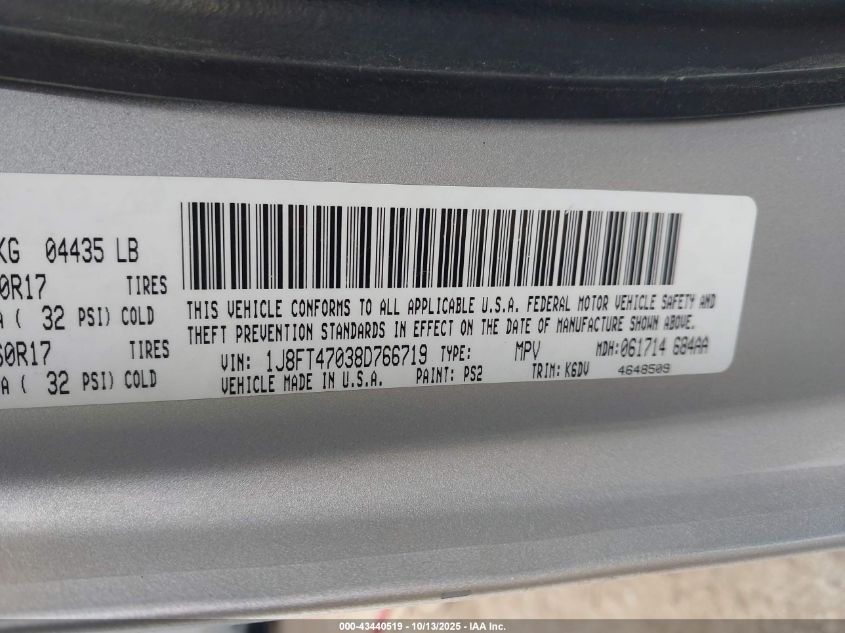 KG 04435 LB
0R17 TIRES
A ( 32 PSI) COLD
60R17 TIRES
A ( 32 PSI) COLD
THIS VEHICLE CONFORMS TO ALL APPLICABLE U.S.A. FEDERAL MOTOR VEHICLE SAFETY AND
THEFT PREVENTION STANDARDS IN EFFECT ON THE DATE OF MANUFACTURE SHOWN ABOVE.
VIN: 1J8FT47038D766719 TYPE: MPV MDH:061714 684AA
VEHICLE MADE IN U.S.A. PAINT: PS2 TRIM: K6DV 4648509
000-43440519 - 10/13/2025 - IAA Inc.